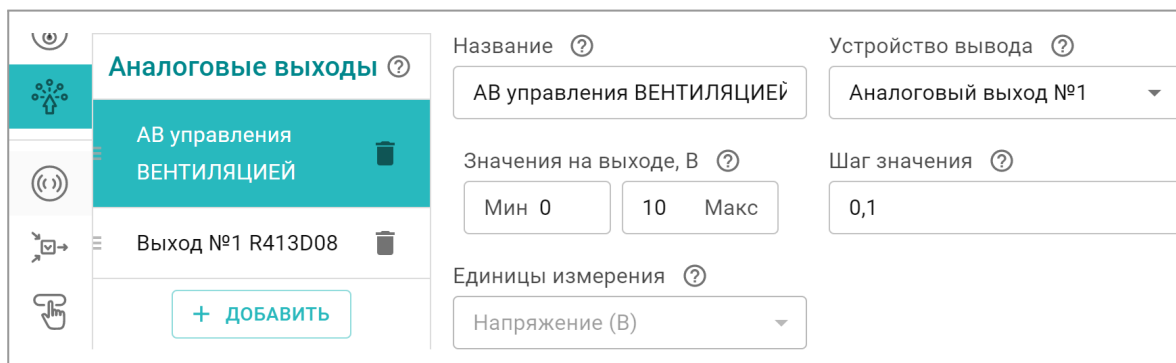 Аналоговые выходы
АВ управления
ВЕНТИЛЯЦИЕЙ
Выход №1 R413D08
+ ДОБАВИТЬ
Название
АВ управления ВЕНТИЛЯЦИЕЙ
Устройство вывода
Аналоговый выход №1
Значения на выходе, В
Мин 0
10 Макс
Шаг значения
0,1
Единицы измерения
Напряжение (В)